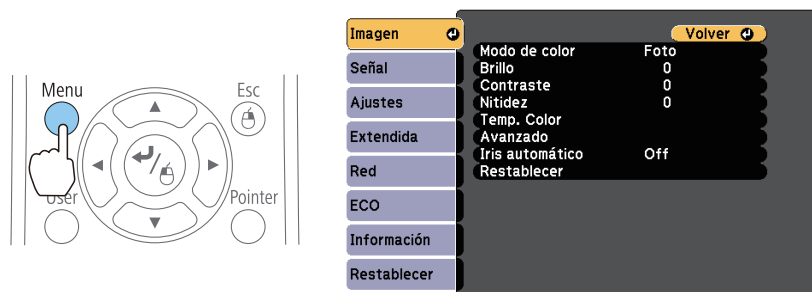 Menu
Esc
User
Pointer
Imagen
Señal
Ajustes
Extendida
Red
ECO
Información
Restablecer
Volver
Modo de color Foto
Brillo 0
Contraste 0
Nitidez 0
Temp. Color
Avanzado
Iris automático Off
Restablecer